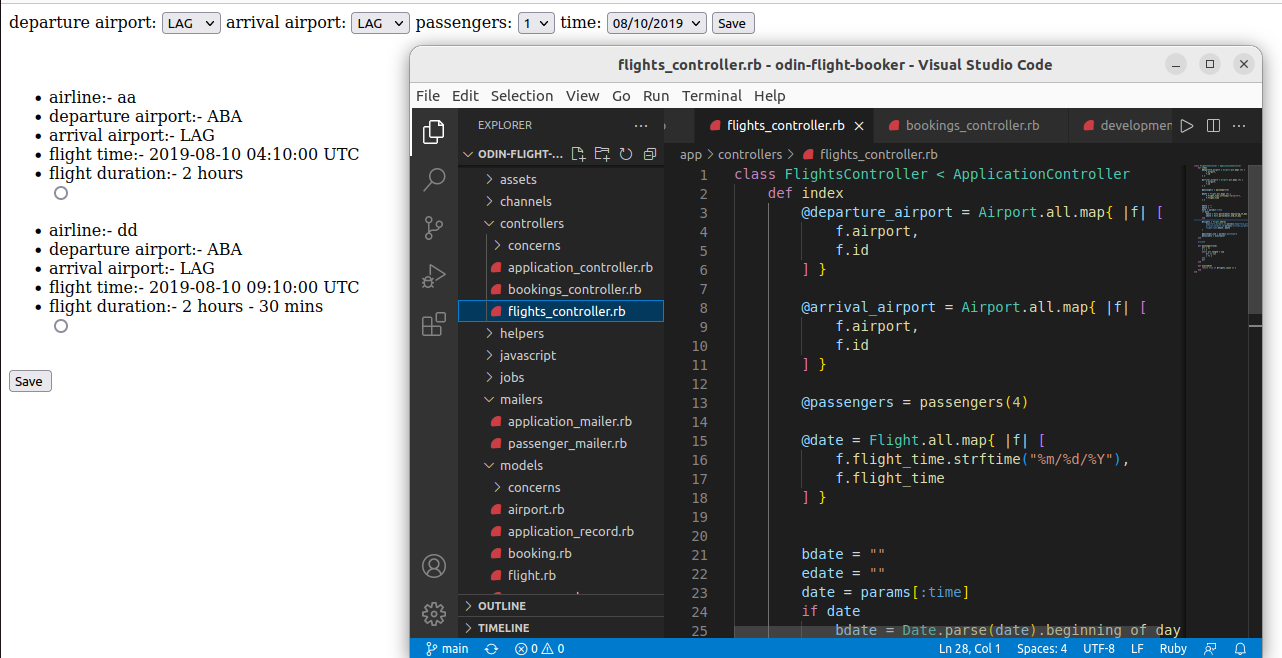 departure airport: LAG arrival airport: LAG passengers: 1 time: 08/10/2019 Save
• airline:- aa
• departure airport:- ABA
• arrival airport:- LAG
• flight time:- 2019-08-10 04:10:00 UTC
• flight duration:- 2 hours
• airline:- dd
• departure airport:- ABA
• arrival airport:- LAG
• flight time:- 2019-08-10 09:10:00 UTC
• flight duration:- 2 hours - 30 mins
Save
flights_controller.rb - odin-flight-booker - Visual Studio Code
File Edit Selection View Go Run Terminal Help
EXPLORER
ODIN-FLIGHT-...
assets
channels
controllers
concerns
application_controller.rb
bookings_controller.rb
flights_controller.rb
helpers
javascript
jobs
mailers
application_mailer.rb
passenger_mailer.rb
models
concerns
airport.rb
application_record.rb
booking.rb
flight.rb
OUTLINE
TIMELINE
flights_controller.rb bookings_controller.rb developmen
app > controllers > flights_controller.rb
1 class FlightsController < ApplicationController
2 def index
3 @departure_airport = Airport.all.map{ |f| [
4 f.airport,
5 f.id
6 ] }
7
8 @arrival_airport = Airport.all.map{ |f| [
9 f.airport,
10 f.id
11 ] }
12
13 @passengers = passengers(4)
14
15 @date = Flight.all.map{ |f| [
16 f.flight_time.strftime("%m/%d/%Y"),
17 f.flight_time
18 ] }
19
20
21 bdate = ""
22 edate = ""
23 date = params[:time]
24 if date
25 bdate = Date.parse(date).beginning_of_day
main 0 0 Ln 28, Col 1 Spaces: 4 UTF-8 LF Ruby